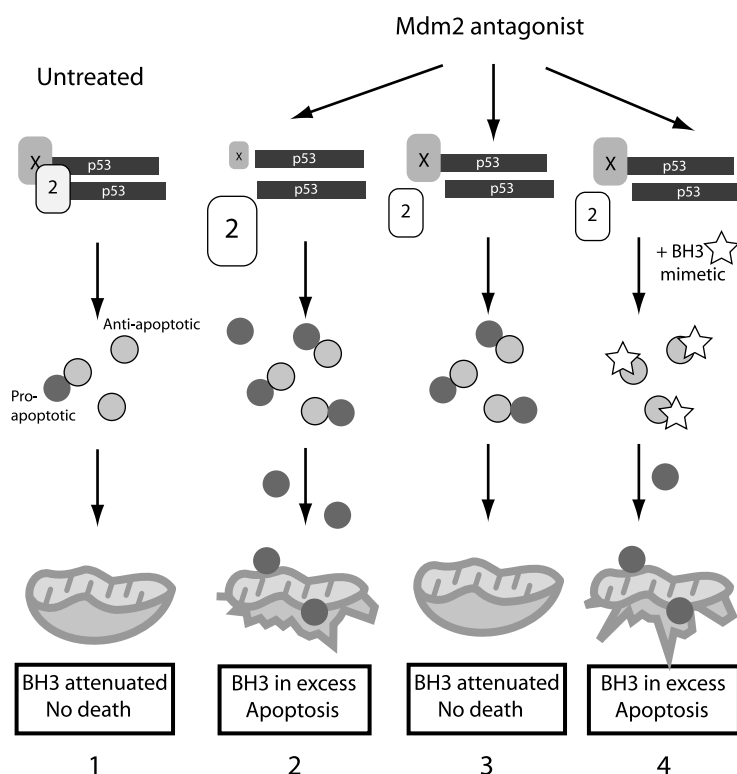 Mdm2 antagonist
Untreated
X
p53
2
p53
X
p53
p53
2
X
p53
p53
2
X
p53
p53
2
+ BH3
mimetic
Anti-apoptotic
Pro-
apoptotic
BH3 attenuated
No death
BH3 in excess
Apoptosis
BH3 attenuated
No death
BH3 in excess
Apoptosis
1
2
3
4